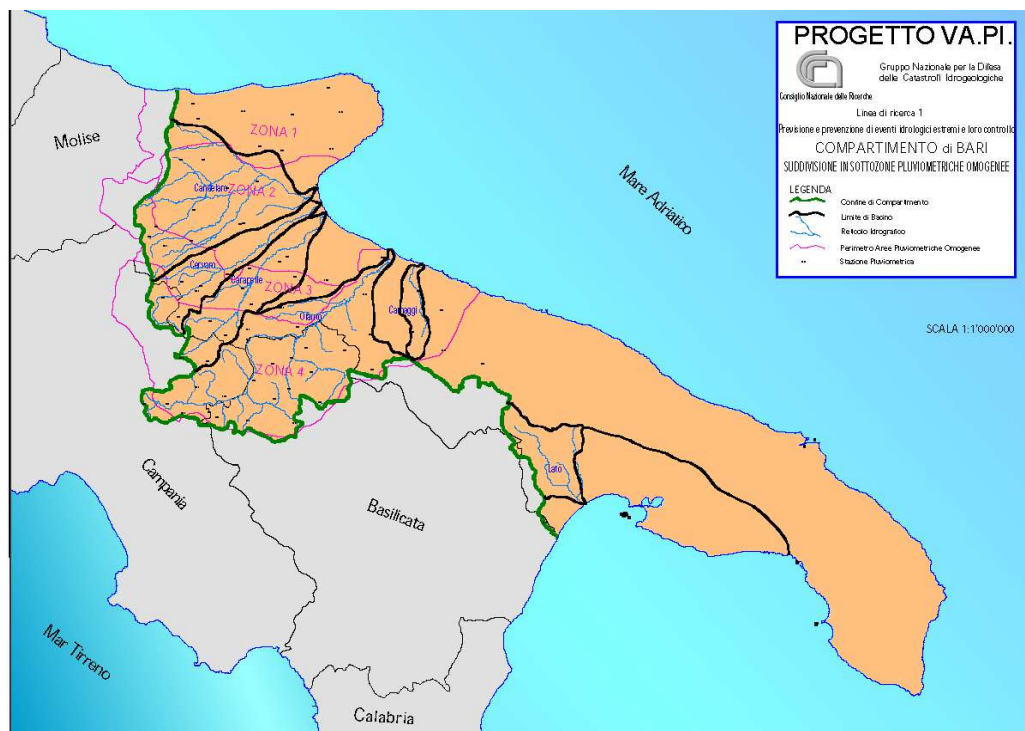 PROGETTO VA.PI.
Gruppo Nazionale per la Difesa
delle Catastrofi Idrogeologiche
Consiglio Nazionale delle Ricerche
Linea di ricerca 1
Previsione e prevenzione di eventi idrologici estremi e loro controllo
COMPARTIMENTO di BARI
SUDDIVISIONE IN SOTTOZONE PLUVIOMETRICHE OMOGENEE
LEGENDA
Confine di Compartimento
Limite di Bacino
Reticolo Idrografico
Perimetro Aree Pluviometriche Omogenee
Stazione Pluviometrica
SCALA 1:1'000'000
Molise
ZONA 1
Candelaro
ZONA 2
Mare Adriatico
Cervaro
Carapelle
ZONA 3
Ofanto
Carreggi
ZONA 4
Campania
Basilicata
Lato
Mar Tirreno
Calabria